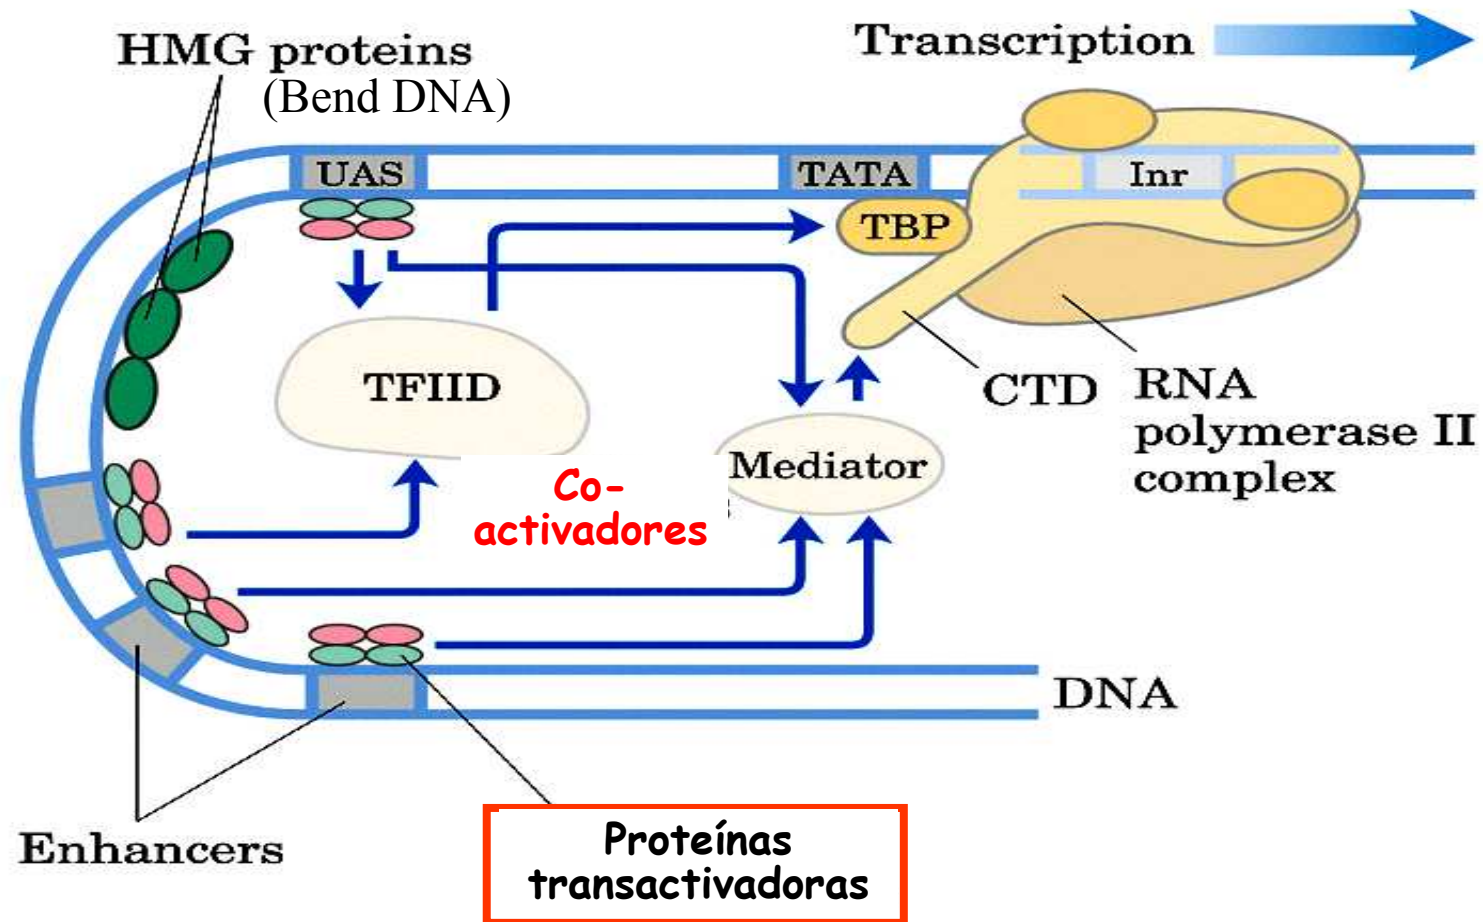 HMG proteins
(Bend DNA)
Transcription
UAS
TATA
Inr
TBP
TFIID
CTD
RNA
polymerase II
complex
Co-
activadores
Mediator
DNA
Enhancers
Proteínas
transactivadoras